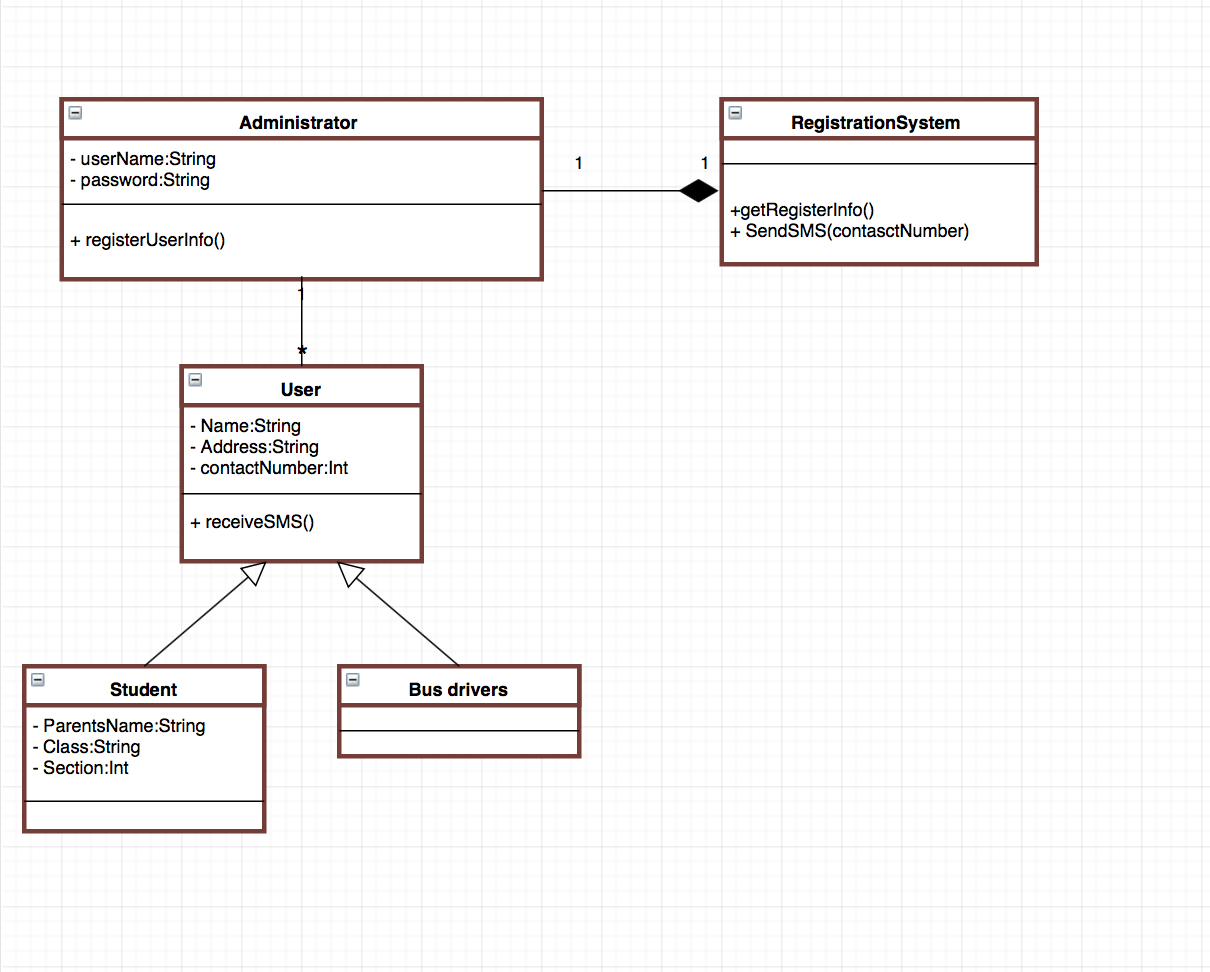 Administrator
- userName:String
- password:String
+ registerUserInfo()
1
1
RegistrationSystem
+getRegisterInfo()
+ SendSMS(contasctNumber)
1
*
User
- Name:String
- Address:String
- contactNumber:Int
+ receiveSMS()
Student
- ParentsName:String
- Class:String
- Section:Int
Bus drivers